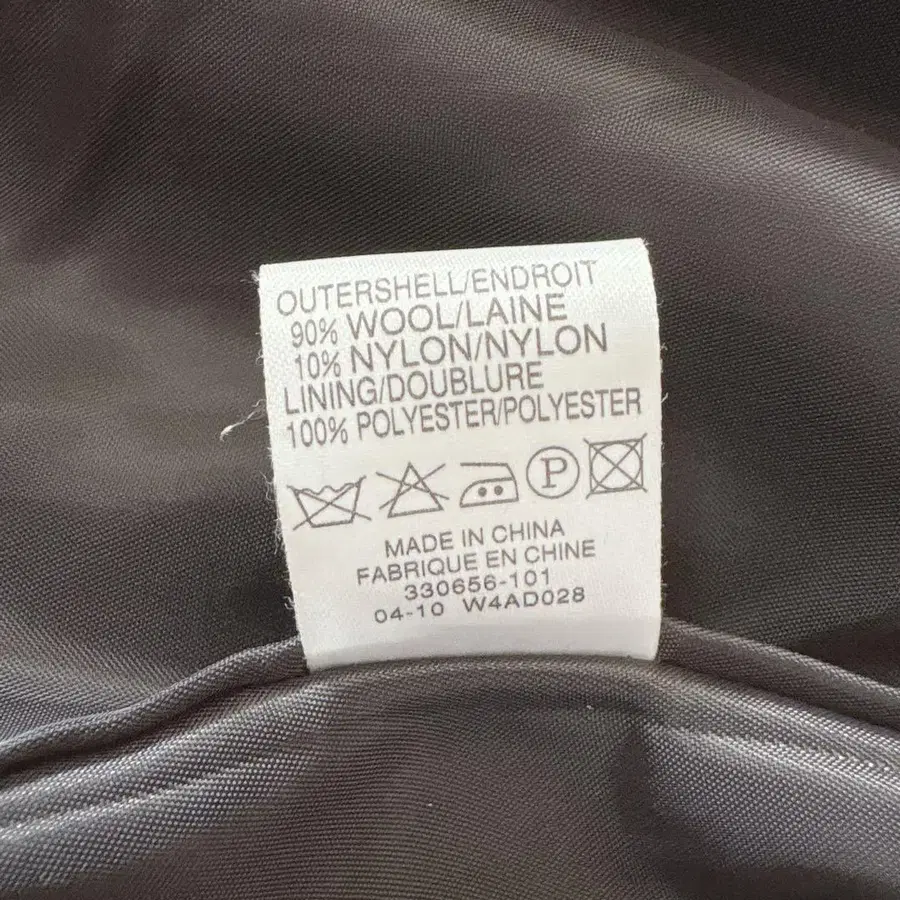 OUTERSHELL/ENDROIT
90% WOOL/LAINE
10% NYLON/NYLON
LINING/DOUBLURE
100% POLYESTER/POLYESTER
P
MADE IN CHINA
FABRIQUE EN CHINE
330656-101
04-10 W4AD028